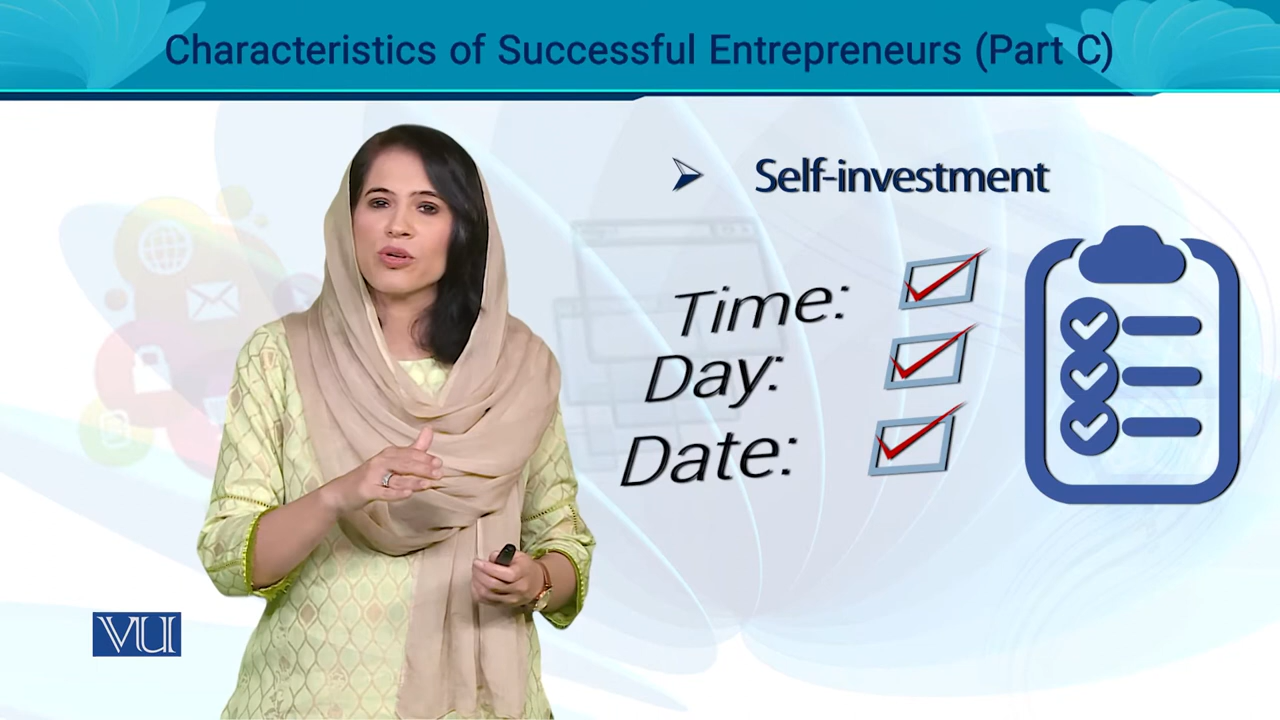 Characteristics of Successful Entrepreneurs (Part C)
Self-investment
Time:
Day:
Date:
VU